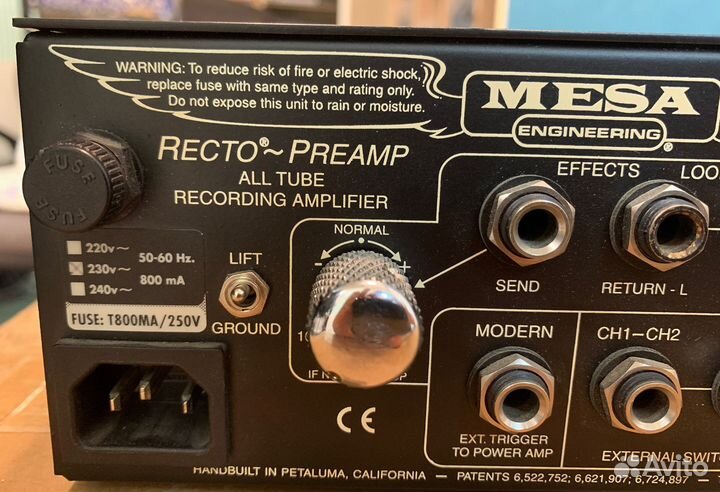 WARNING: To reduce risk of fire or electric shock,
replace fuse with same type and rating only.
Do not expose this unit to rain or moisture.
MESA
ENGINEERING®
FUSE
FUSE
RECTO®~PREAMP
ALL TUBE
RECORDING AMPLIFIER
EFFECTS
220v~
230v~
240v~
50-60 Hz.
800 mA
FUSE: T800MA/250V
LIFT
GROUND
NORMAL
- +
SEND
RETURN - L
MODERN
CH1-CH2
EXT. TRIGGER
TO POWER AMP
EXTERNAL
CE
HANDBUILT IN PETALUMA, CALIFORNIA - PATENTS 6,522,752; 6,621,907; 6,724,897 -
Avito